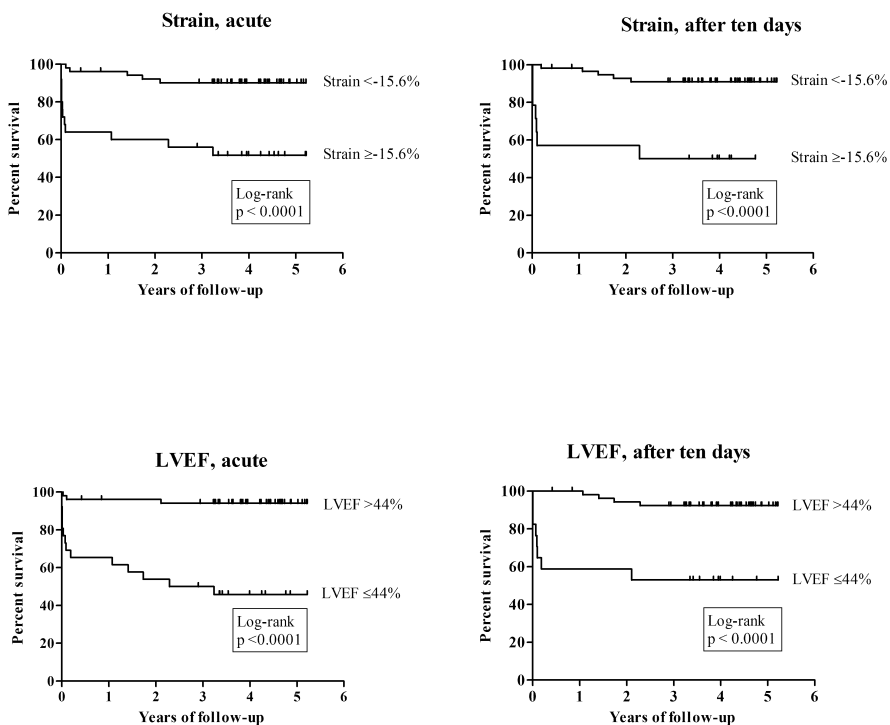 Strain, acute
100
80
60
40
20
0
Percent survival
Strain <-15.6%
Strain ≥-15.6%
Log-rank
p < 0.0001
0 1 2 3 4 5 6
Years of follow-up
Strain, after ten days
100
80
60
40
20
0
Percent survival
Strain <-15.6%
Strain ≥-15.6%
Log-rank
p <0.0001
0 1 2 3 4 5 6
Years of follow-up
LVEF, acute
100
80
60
40
20
0
Percent survival
LVEF >44%
LVEF ≤44%
Log-rank
p <0.0001
0 1 2 3 4 5 6
Years of follow-up
LVEF, after ten days
100
80
60
40
20
0
Percent survival
LVEF >44%
LVEF ≤44%
Log-rank
p < 0.0001
0 1 2 3 4 5 6
Years of follow-up